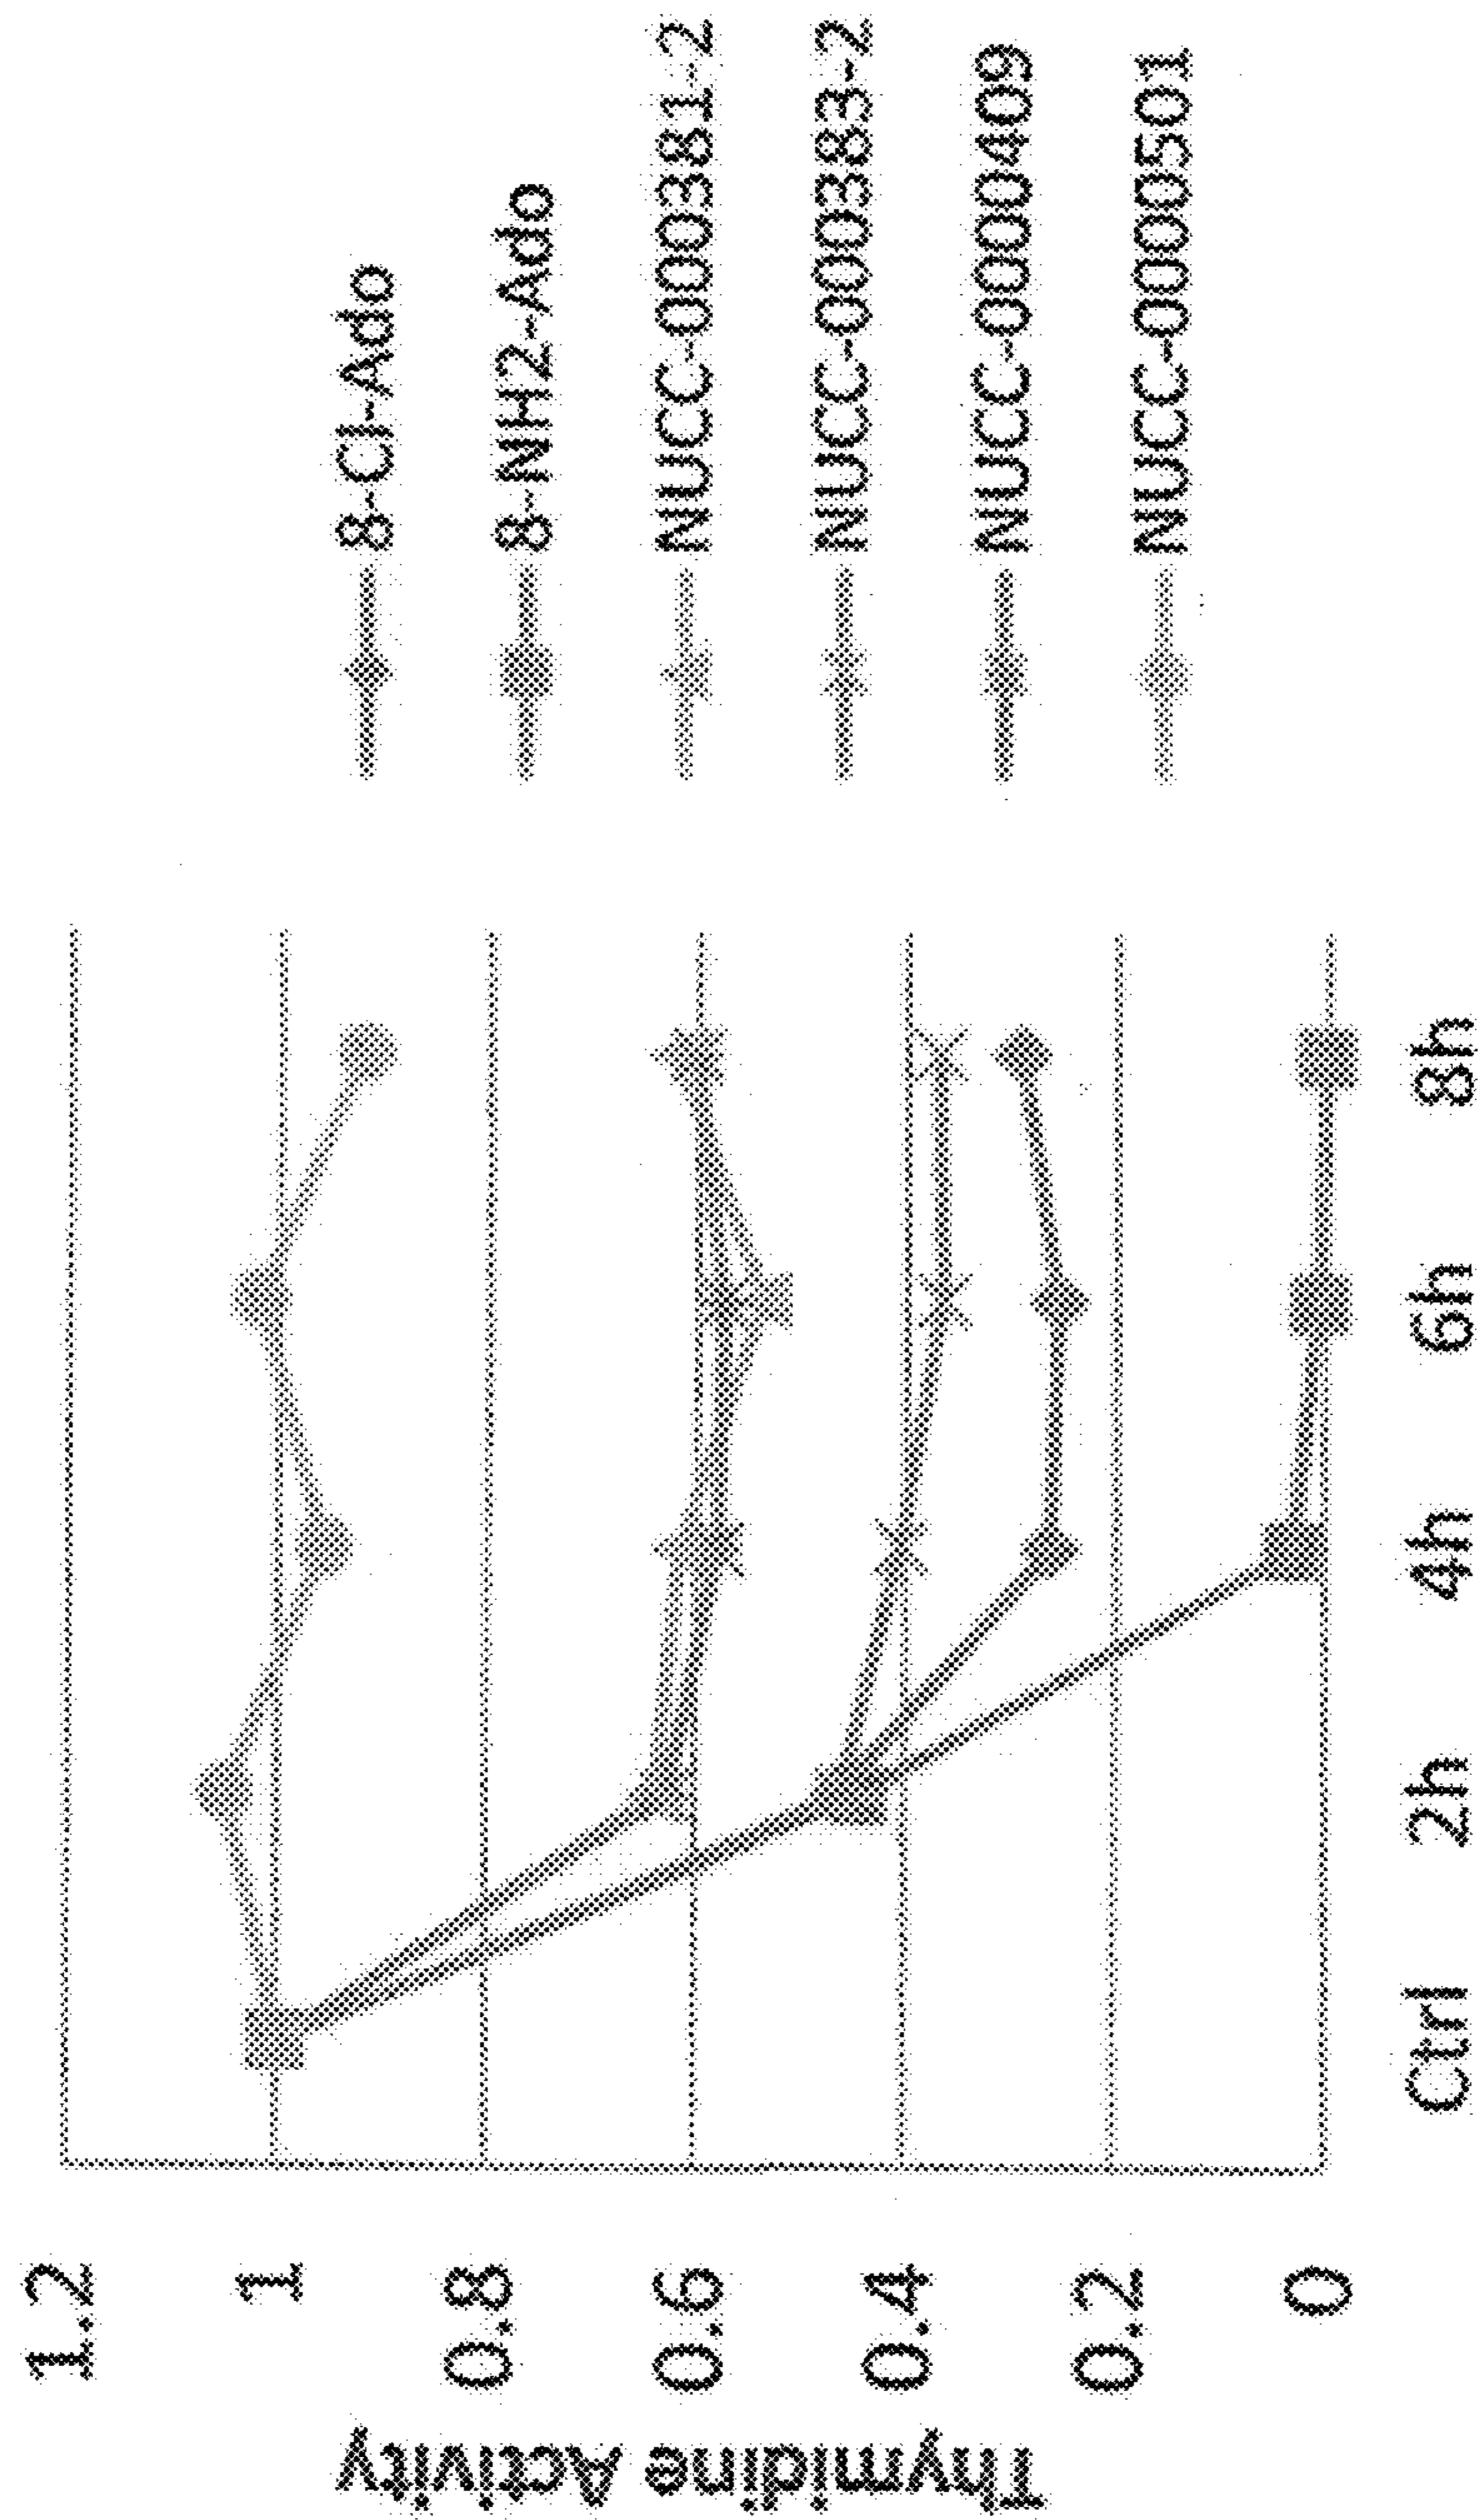 Thymidine Activity
1.2
1
0.8
0.6
0.4
0.2
0
Ctrl 2h 4h 6h 8h
8-Cl-Ado
8-NH2-Ado
NUCC-000381-2
NUCC-000383-2
NUCC-0000409
NUCC-0000501